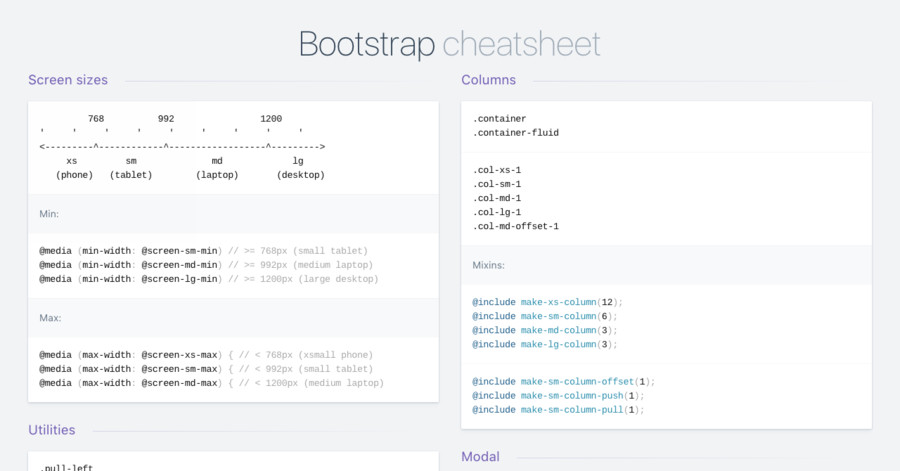 Bootstrap cheatsheet
Screen sizes
768 992 1200
' ' ' ' ' ' ' ' '
<---------^------------^------------------^--------->
xs sm md lg
(phone) (tablet) (laptop) (desktop)
Min:
@media (min-width: @screen-sm-min) // >= 768px (small tablet)
@media (min-width: @screen-md-min) // >= 992px (medium laptop)
@media (min-width: @screen-lg-min) // >= 1200px (large desktop)
Max:
@media (max-width: @screen-xs-max) { // < 768px (xsmall phone)
@media (max-width: @screen-sm-max) { // < 992px (small tablet)
@media (max-width: @screen-md-max) { // < 1200px (medium laptop)
Utilities
.pull-left
Columns
.container
.container-fluid
.col-xs-1
.col-sm-1
.col-md-1
.col-lg-1
.col-md-offset-1
Mixins:
@include make-xs-column(12);
@include make-sm-column(6);
@include make-md-column(3);
@include make-lg-column(3);
@include make-sm-column-offset(1);
@include make-sm-column-push(1);
@include make-sm-column-pull(1);
Modal